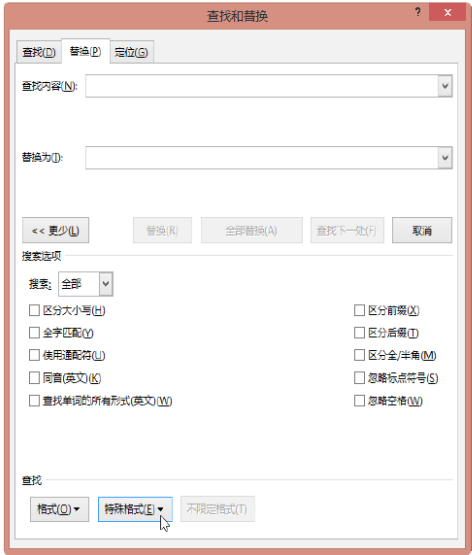 查找和替换
? x
查找(D) 替换(P) 定位(G)
查找内容(N):
替换为(I):
<< 更少(L) 替换(R) 全部替换(A) 查找下一处(F) 取消
搜索选项
搜索: 全部
区分大小写(H) 区分前缀(X)
全字匹配(Y) 区分后缀(T)
使用通配符(U) 区分全/半角(M)
同音(英文)(K) 忽略标点符号(S)
查找单词的所有形式(英文)(W) 忽略空格(W)
查找
格式(O) 特殊格式(E) 不限定格式(T)